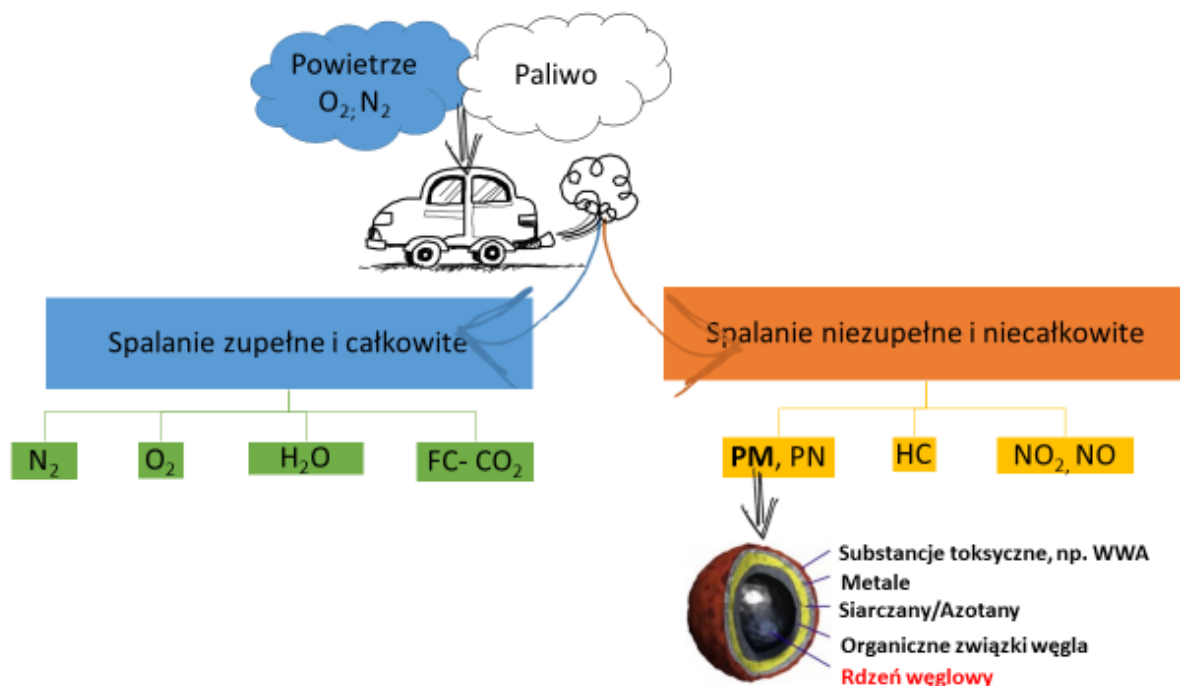 Powietrze
O₂; N₂
Paliwo
Spalanie zupełne i całkowite
Spalanie niezupełne i niecałkowite
N₂
O₂
H₂O
FC- CO₂
PM, PN
HC
NO₂, NO
Substancje toksyczne, np. WWA
Metale
Siarczany/Azotany
Organiczne związki węgla
Rdzeń węglowy